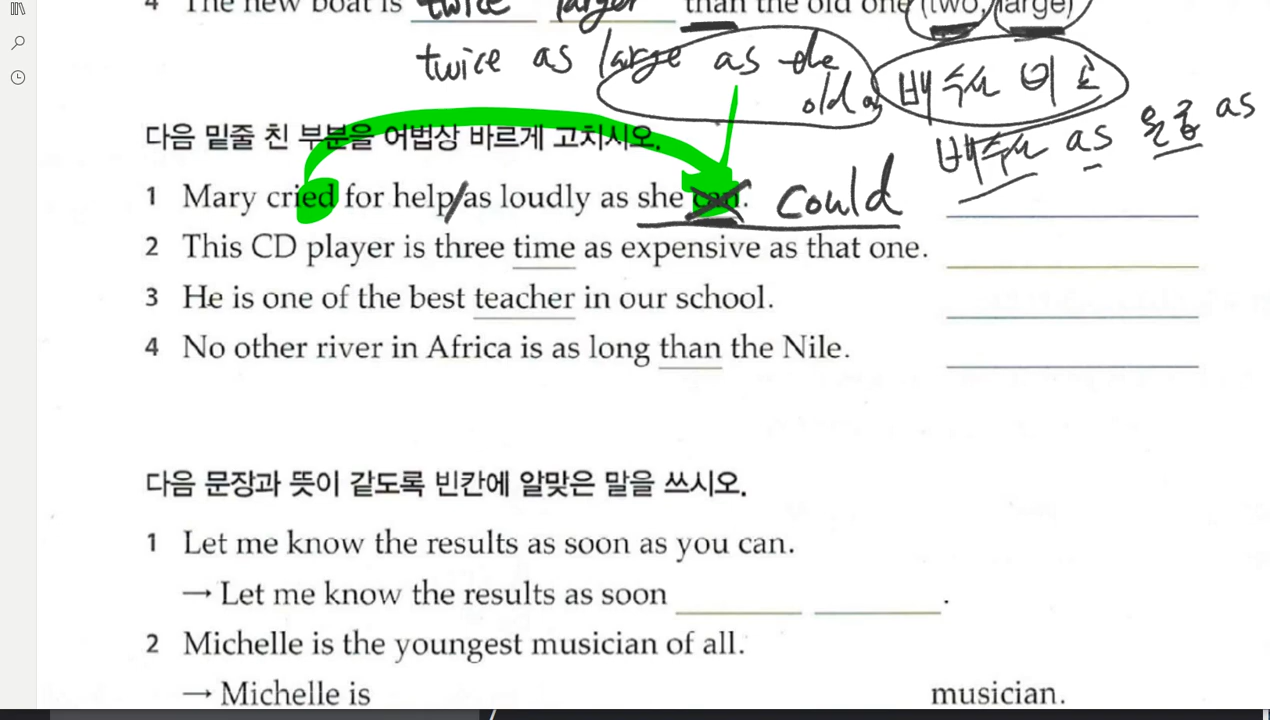 4 The new boat is twice larger than the old one (two, large)
twice as large as the
old
배수사 비교
배수사 as 원급 as
다음 밑줄 친 부분을 어법상 바르게 고치시오.
1 Mary cried for help/as loudly as she can. could
2 This CD player is three time as expensive as that one.
3 He is one of the best teacher in our school.
4 No other river in Africa is as long than the Nile.
다음 문장과 뜻이 같도록 빈칸에 알맞은 말을 쓰시오.
1 Let me know the results as soon as you can.
→ Let me know the results as soon .
2 Michelle is the youngest musician of all.
→ Michelle is musician.